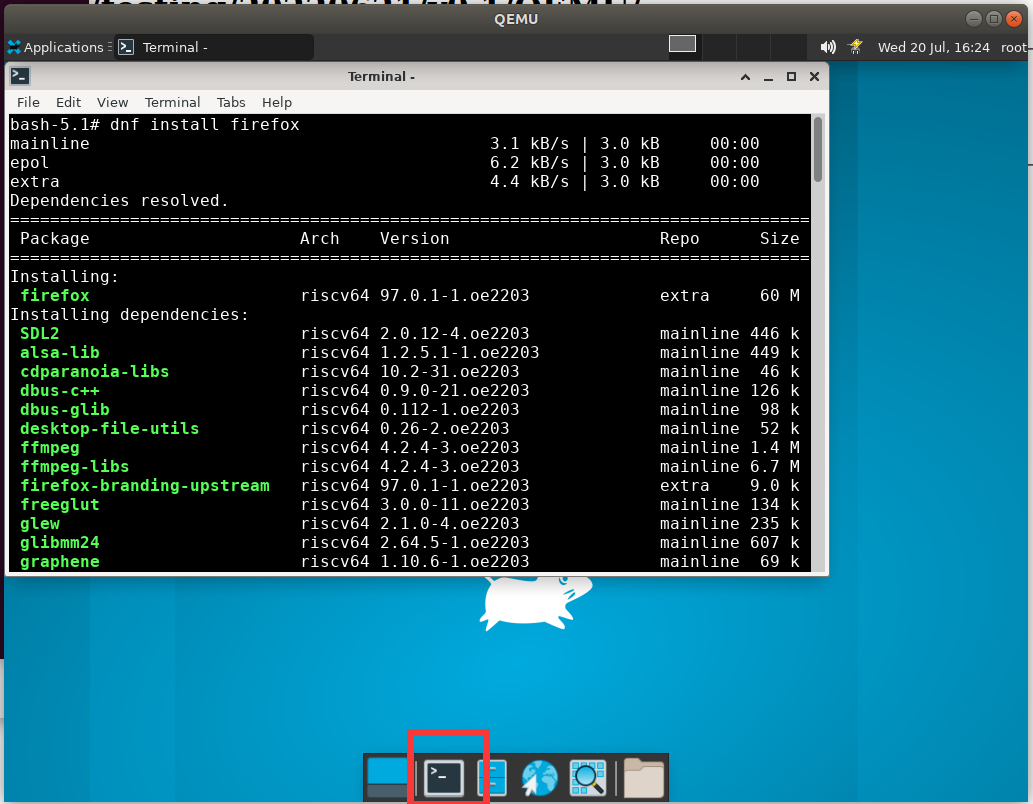 QEMU
Applications Terminal - Wed 20 Jul, 16:24 root
Terminal -
File Edit View Terminal Tabs Help
bash-5.1# dnf install firefox
mainline 3.1 kB/s | 3.0 kB 00:00
epol 6.2 kB/s | 3.0 kB 00:00
extra 4.4 kB/s | 3.0 kB 00:00
Dependencies resolved.
================================================================================
Package Arch Version Repo Size
================================================================================
Installing:
firefox riscv64 97.0.1-1.oe2203 extra 60 M
Installing dependencies:
SDL2 riscv64 2.0.12-4.oe2203 mainline 446 k
alsa-lib riscv64 1.2.5.1-1.oe2203 mainline 449 k
cdparanoia-libs riscv64 10.2-31.oe2203 mainline 46 k
dbus-c++ riscv64 0.9.0-21.oe2203 mainline 126 k
dbus-glib riscv64 0.112-1.oe2203 mainline 98 k
desktop-file-utils riscv64 0.26-2.oe2203 mainline 52 k
ffmpeg riscv64 4.2.4-3.oe2203 mainline 1.4 M
ffmpeg-libs riscv64 4.2.4-3.oe2203 mainline 6.7 M
firefox-branding-upstream riscv64 97.0.1-1.oe2203 extra 9.0 k
freeglut riscv64 3.0.0-11.oe2203 mainline 134 k
glew riscv64 2.1.0-4.oe2203 mainline 235 k
glibmm24 riscv64 2.64.5-1.oe2203 mainline 607 k
graphene riscv64 1.10.6-1.oe2203 mainline 69 k